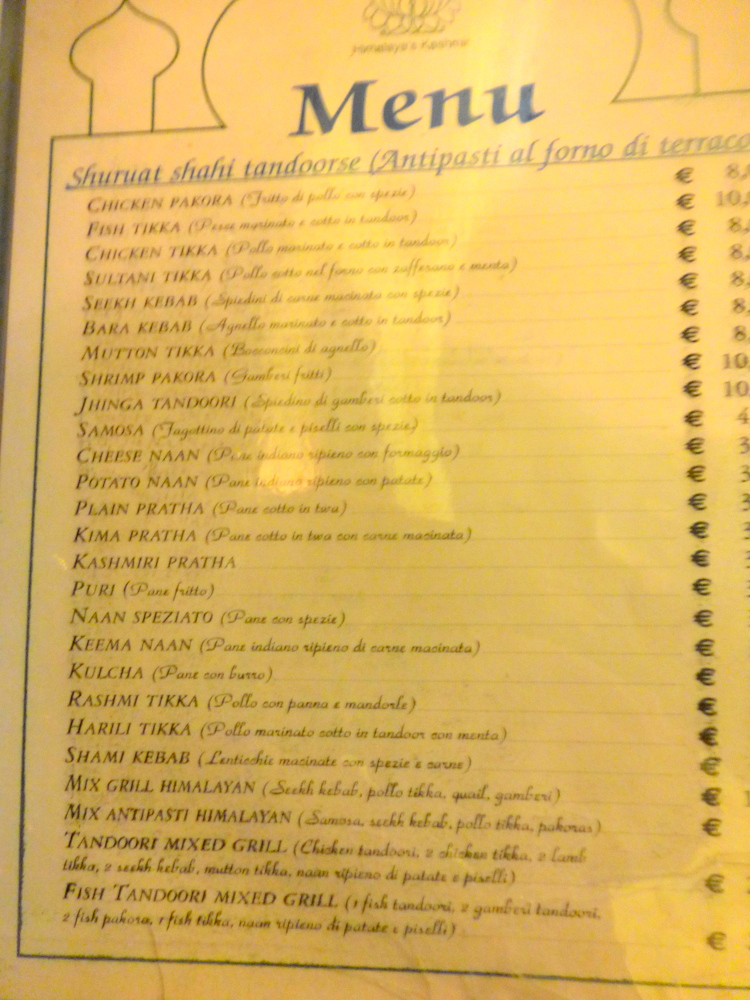 Himalaya's Kashmir
Menu
Shuruat shahi tandoorse (Antipasti al forno di terraco
CHICKEN PAKORA (Fritto di pollo con spezie) € 8,
FISH TIKKA (Pesce marinato e cotto in tandoor) € 10,
CHICKEN TIKKA (Pollo marinato e cotto in tandoor) € 8,
SULTANI TIKKA (Pollo cotto nel forno con zafferano e menta) € 8,
SEEKH KEBAB (Spiedini di carne macinata con spezie) € 8,
BARA KEBAB (Agnello marinato e cotto in tandoor) € 8,
MUTTON TIKKA (Bocconcini di agnello) € 8,
SHRIMP PAKORA (Gamberi fritti) € 10,
JHINGA TANDOORI (Spiedino di gamberi cotto in tandoor) € 10,
SAMOSA (Fagottino di patate e piselli con spezie) € 4
CHEESE NAAN (Pane indiano ripieno con formaggio) € 3
POTATO NAAN (Pane indiano ripieno con patate) € 3
PLAIN PRATHA (Pane cotto in twa) € 3
KIMA PRATHA (Pane cotto in twa con carne macinata) €
KASHMIRI PRATHA €
PURI (Pane fritto) €
NAAN SPEZIATO (Pane con spezie) €
KEEMA NAAN (Pane indiano ripieno di carne macinata) €
KULCHA (Pane con burro) €
RASHMI TIKKA (Pollo con panna e mandorle) €
HARILI TIKKA (Pollo marinato cotto in tandoor con menta) €
SHAMI KEBAB (Lenticchie macinate con spezie e carne) €
MIX GRILL HIMALAYAN (Seekh kebab, pollo tikka, quail, gamberi) €
MIX ANTIPASTI HIMALAYAN (Samosa, seekh kebab, pollo tikka, pakoras) €
TANDOORI MIXED GRILL (Chicken tandoori, 2 chicken tikka, 2 lamb
tikka, 2 seekh kebab, mutton tikka, naan ripieno di patate e piselli) €
FISH TANDOORI MIXED GRILL (1 fish tandoori, 2 gamberi tandoori,
2 fish pakora, 1 fish tikka, naan ripieno di patate e piselli) €